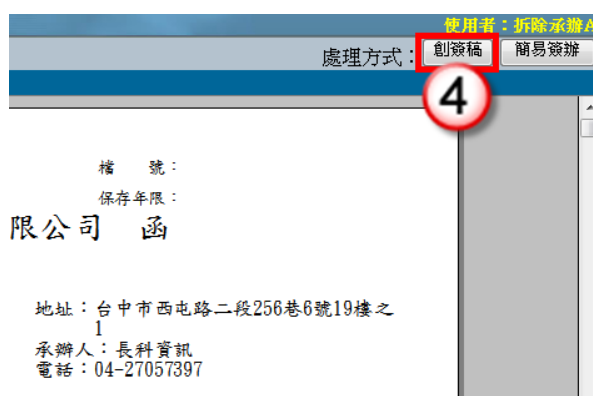 使用者：拆除承辦A
處理方式： 創簽稿 簡易簽辦
4
檔 號：
保存年限：
限公司 函
地址：台中市西屯路二段256巷6號19樓之
1
承辦人：長科資訊
電話：04-27057397